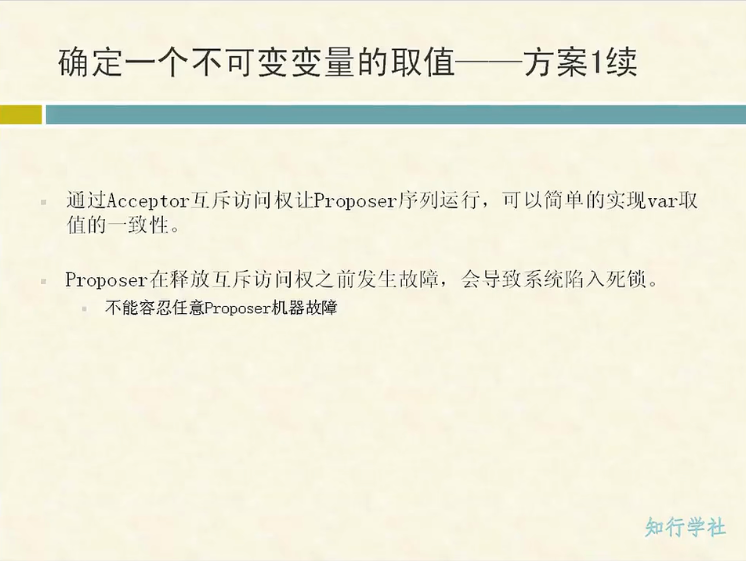 确定一个不可变变量的取值——方案1续
通过Acceptor互斥访问权让Proposer序列运行，可以简单的实现var取
值的一致性。
Proposer在释放互斥访问权之前发生故障，会导致系统陷入死锁。
不能容忍任意Proposer机器故障
知行学社